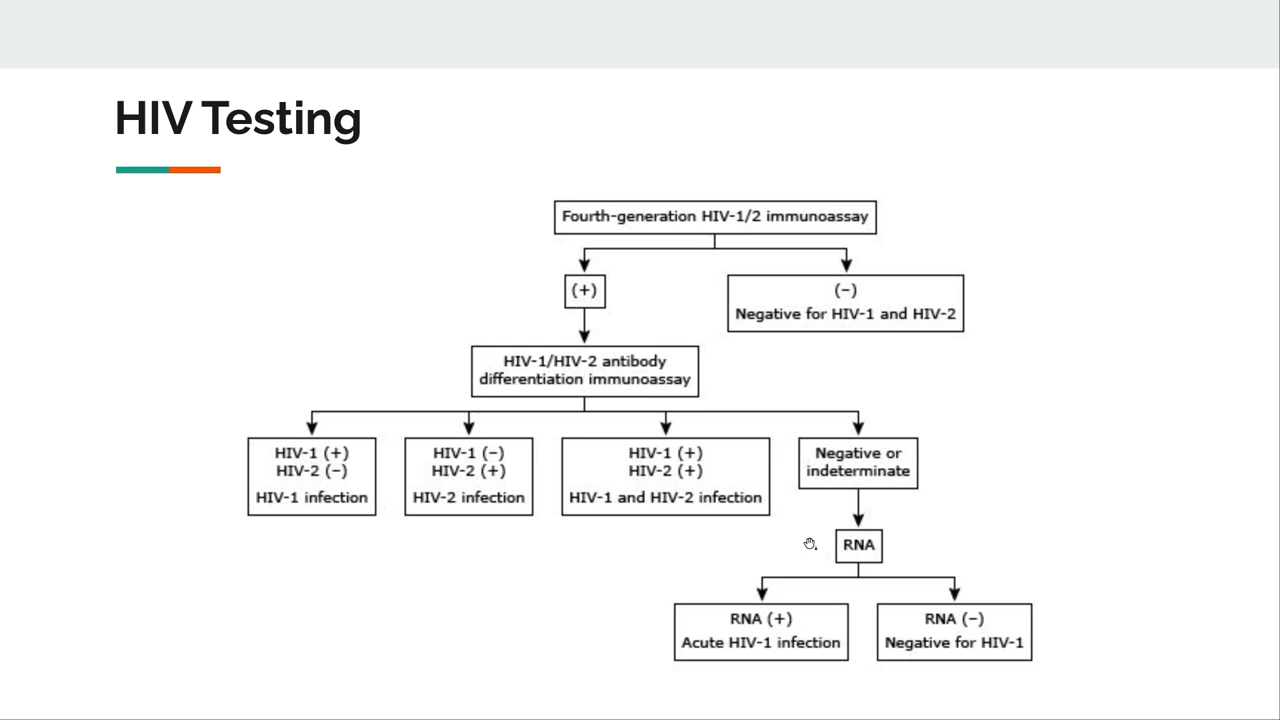 HIV Testing
Fourth-generation HIV-1/2 immunoassay
(+)
(−)
Negative for HIV-1 and HIV-2
HIV-1/HIV-2 antibody
differentiation immunoassay
HIV-1 (+)
HIV-2 (−)
HIV-1 infection
HIV-1 (−)
HIV-2 (+)
HIV-2 infection
HIV-1 (+)
HIV-2 (+)
HIV-1 and HIV-2 infection
Negative or
indeterminate
RNA
RNA (+)
Acute HIV-1 infection
RNA (−)
Negative for HIV-1